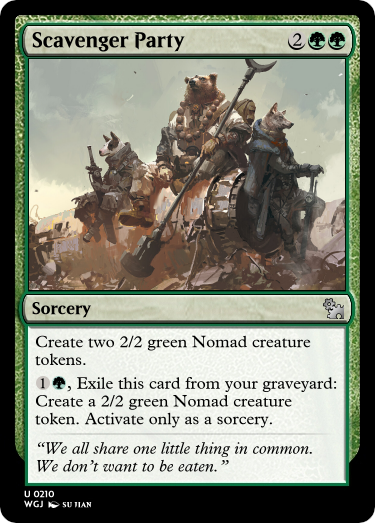 Scavenger Party 2
Sorcery
Create two 2/2 green Nomad creature
tokens.
1, Exile this card from your graveyard:
Create a 2/2 green Nomad creature
token. Activate only as a sorcery.
“We all share one little thing in common.
We don’t want to be eaten.”
U 0210
WGJ SU JIAN